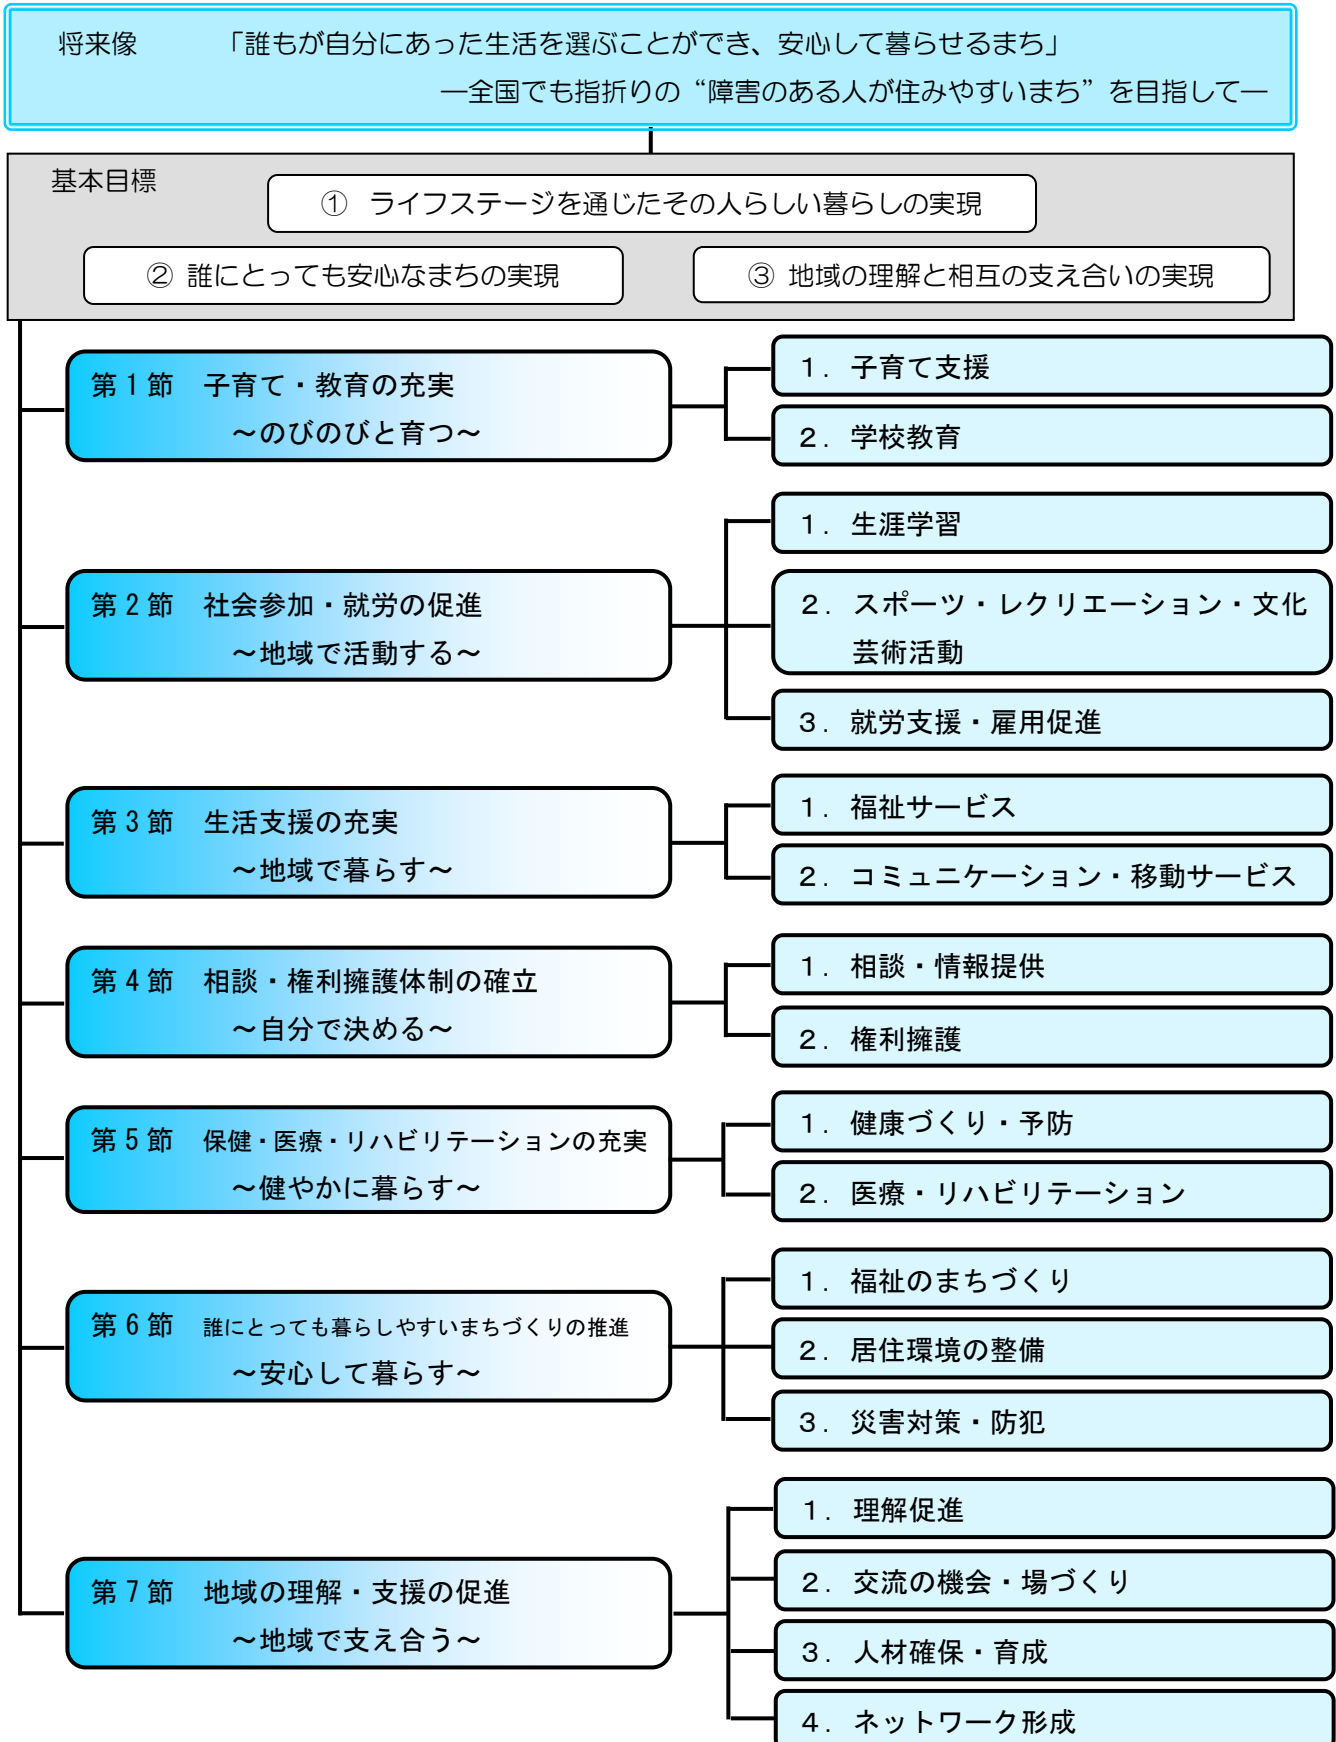 将来像 「誰もが自分にあった生活を選ぶことができ、安心して暮らせるまち」
―全国でも指折りの“障害のある人が住みやすいまち”を目指して―
基本目標
① ライフステージを通じたその人らしい暮らしの実現
② 誰にとっても安心なまちの実現
③ 地域の理解と相互の支え合いの実現
第1節 子育て・教育の充実
～のびのびと育つ～
1. 子育て支援
2. 学校教育
第2節 社会参加・就労の促進
～地域で活動する～
1. 生涯学習
2. スポーツ・レクリエーション・文化
芸術活動
3. 就労支援・雇用促進
第3節 生活支援の充実
～地域で暮らす～
1. 福祉サービス
2. コミュニケーション・移動サービス
第4節 相談・権利擁護体制の確立
～自分で決める～
1. 相談・情報提供
2. 権利擁護
第5節 保健・医療・リハビリテーションの充実
～健やかに暮らす～
1. 健康づくり・予防
2. 医療・リハビリテーション
第6節 誰にとっても暮らしやすいまちづくりの推進
～安心して暮らす～
1. 福祉のまちづくり
2. 居住環境の整備
3. 災害対策・防犯
第7節 地域の理解・支援の促進
～地域で支え合う～
1. 理解促進
2. 交流の機会・場づくり
3. 人材確保・育成
4. ネットワーク形成